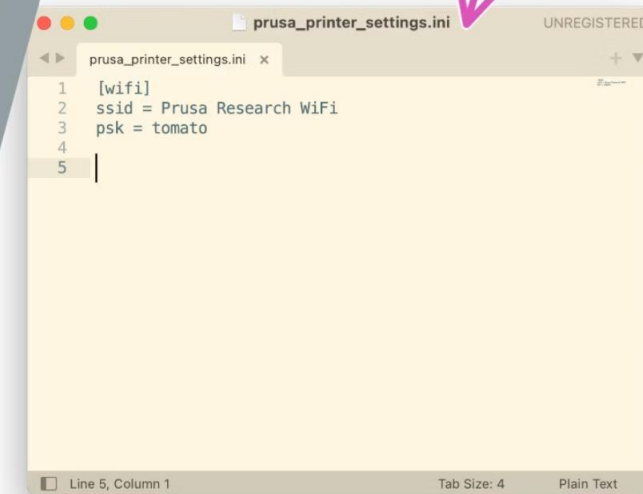 prusa_printer_settings.ini
UNREGISTERED
prusa_printer_settings.ini ×
1 [wifi]
2 ssid = Prusa Research WiFi
3 psk = tomato
4
5
Line 5, Column 1
Tab Size: 4
Plain Text